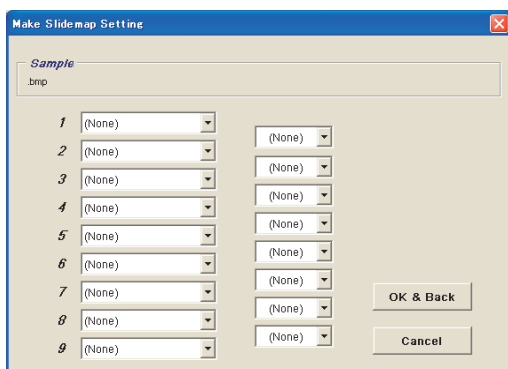 Make Slidemap Setting
Sample
.bmp
1 (None)
(None)
2 (None)
(None)
3 (None)
(None)
4 (None)
(None)
5 (None)
(None)
6 (None)
(None)
7 (None)
(None)
8 (None)
(None)
9 (None)
OK & Back
Cancel